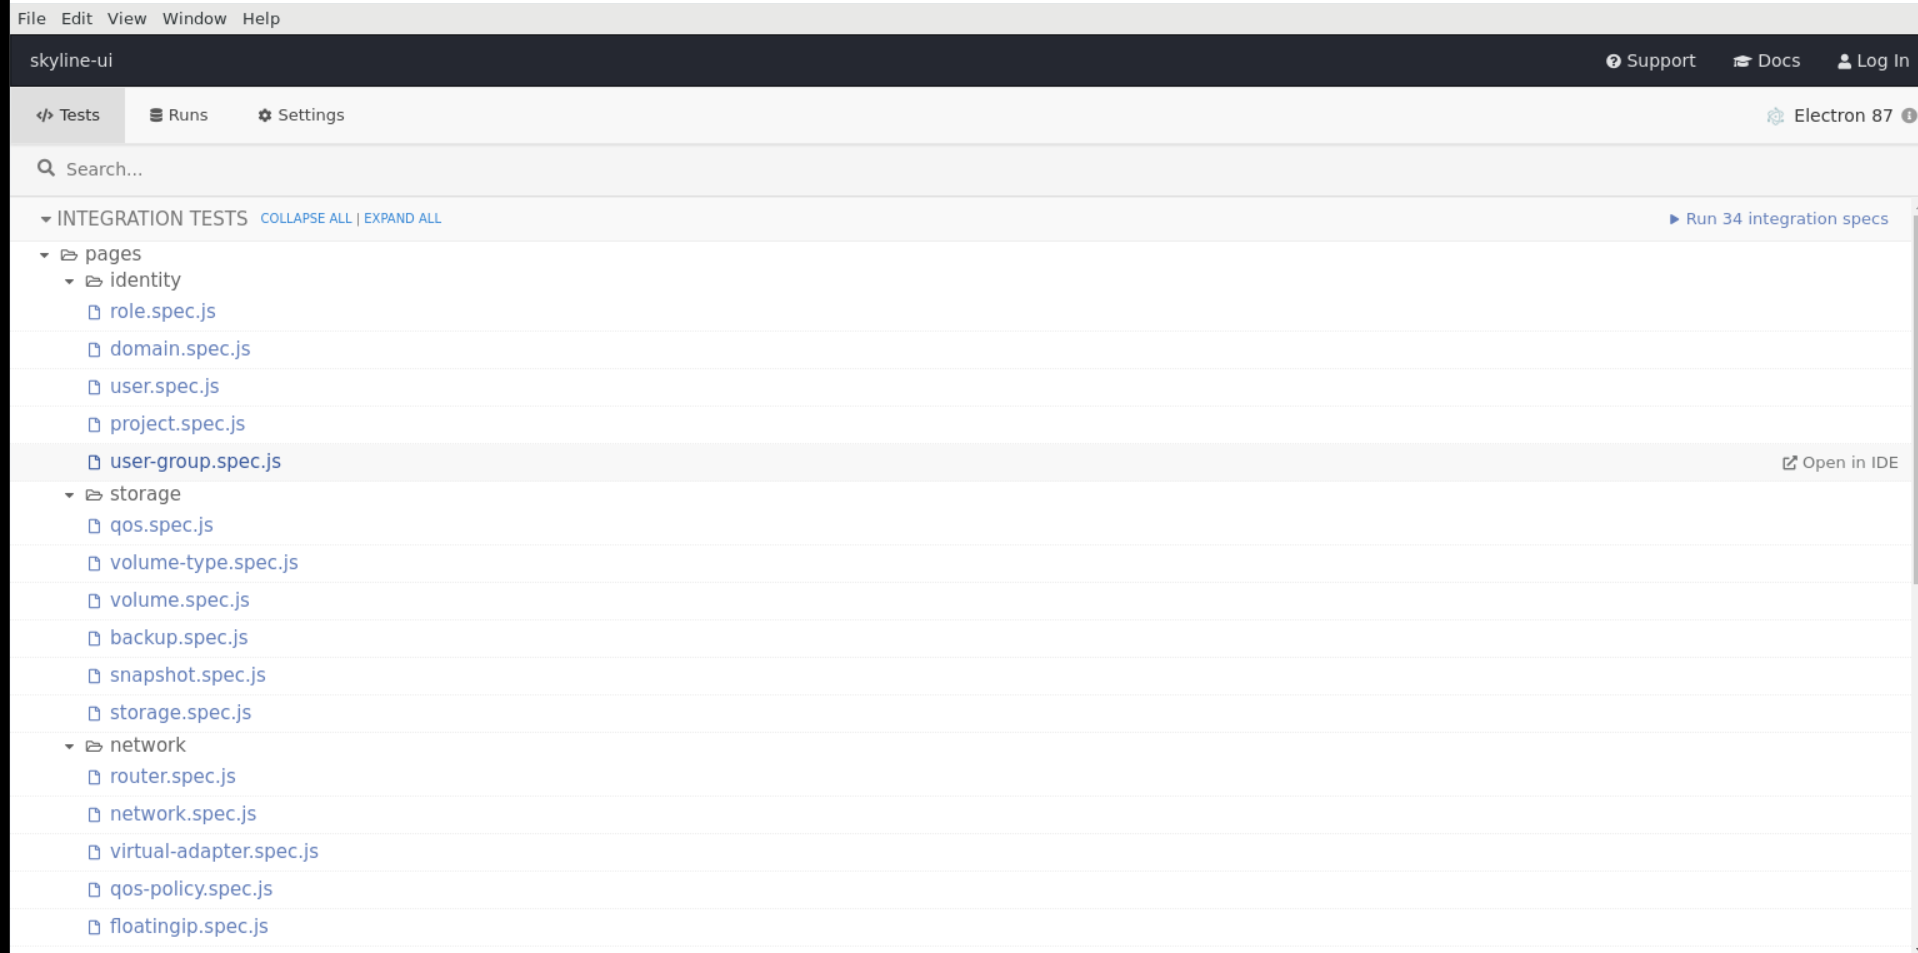 File Edit View Window Help
skyline-ui Support Docs Log In
Tests Runs Settings Electron 87
Search...
INTEGRATION TESTS COLLAPSE ALL | EXPAND ALL Run 34 integration specs
pages
identity
role.spec.js
domain.spec.js
user.spec.js
project.spec.js
user-group.spec.js Open in IDE
storage
qos.spec.js
volume-type.spec.js
volume.spec.js
backup.spec.js
snapshot.spec.js
storage.spec.js
network
router.spec.js
network.spec.js
virtual-adapter.spec.js
qos-policy.spec.js
floatingip.spec.js